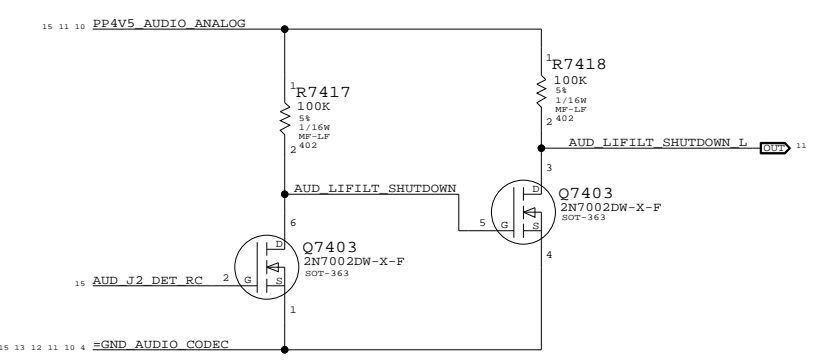 15 11 10 PP4V5_AUDIO_ANALOG
1
R7418
100K
5%
1/16W
MF-LF
402
2
1
R7417
100K
5%
1/16W
MF-LF
402
2
AUD_LIFILT_SHUTDOWN_L OUT 11
3
AUD_LIFILT_SHUTDOWN
D
Q7403
2N7002DW-X-F
SOT-363
5 G S
6
4
D
Q7403
2N7002DW-X-F
SOT-363
15 AUD_J2_DET_RC 2 G S
1
15 13 12 11 10 4 =GND_AUDIO_CODEC